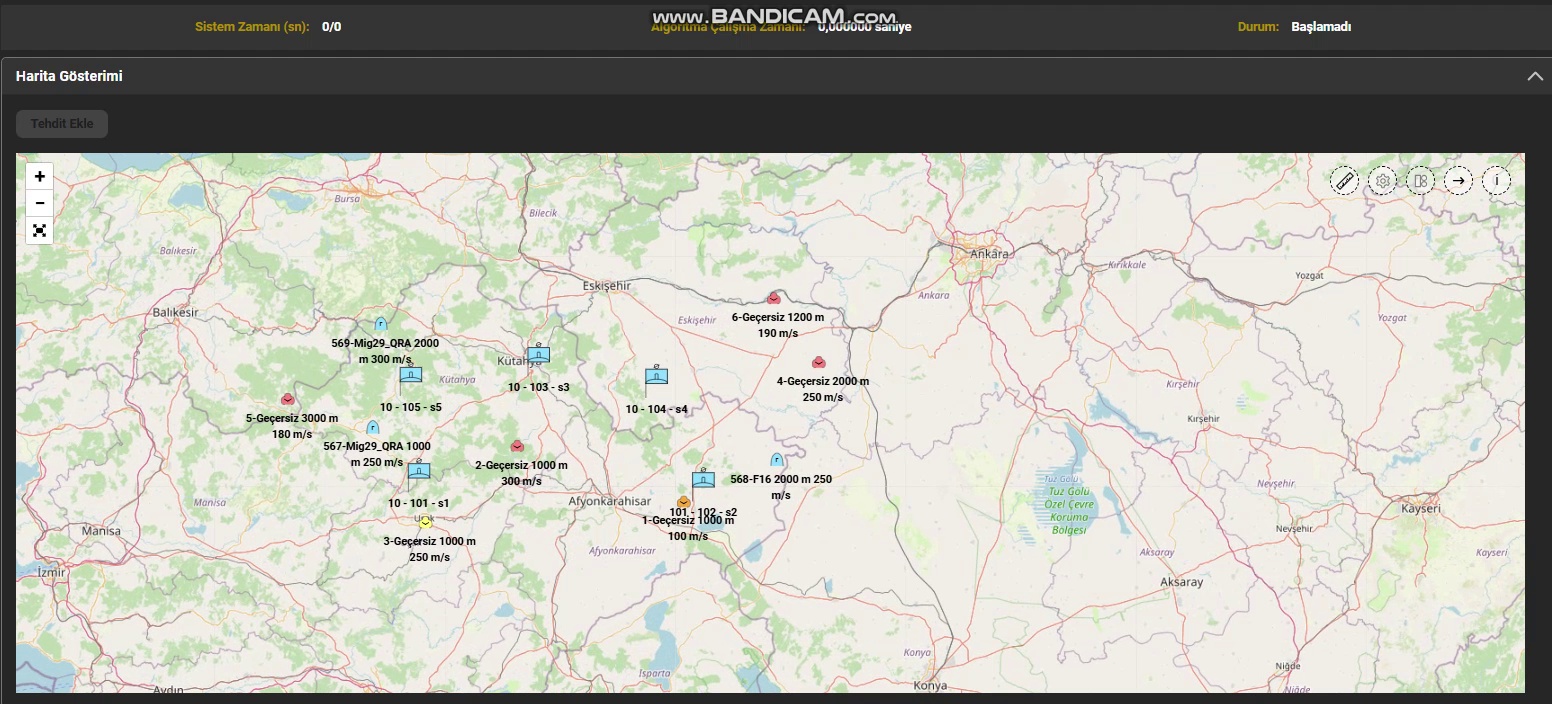 www.BANDICAM.com
Sistem Zamanı (sn): 0/0
Algoritma Çalışma Zamanı: 0,000000 saniye
Durum: Başlamadı
Harita Gösterimi
Tehdit Ekle
+
−
Bursa
Bilecik
Ankara
Kırıkkale
Balıkesir
Yozgat
Eskişehir
Ankara
Balıkesir
6-Geçersiz 1200 m
190 m/s
Eskişehir
Yozgat
569-Mig29_QRA 2000
m 300 m/s
Kütahya
Kütahya
10 - 103 - s3
4-Geçersiz 2000 m
250 m/s
Kırşehir
10 - 105 - s5
10 - 104 - s4
5-Geçersiz 3000 m
180 m/s
Kırşehir
567-Mig29_QRA 1000
m 250 m/s
2-Geçersiz 1000 m
300 m/s
568-F16 2000 m 250
m/s
Tuz Gölü
Tuz Gölü
Özel Çevre
Koruma
Bölgesi
Nevşehir
Manisa
10 - 101 - s1
Afyonkarahisar
101 - 102 - s2
1-Geçersiz 1000 m
100 m/s
Kayseri
Manisa
3-Geçersiz 1000 m
250 m/s
Nevşehir
Afyonkarahisar
Aksaray
Kayseri
İzmir
Aksaray
Konya
Isparta
Niğde
Aydın
Konya
Niğde